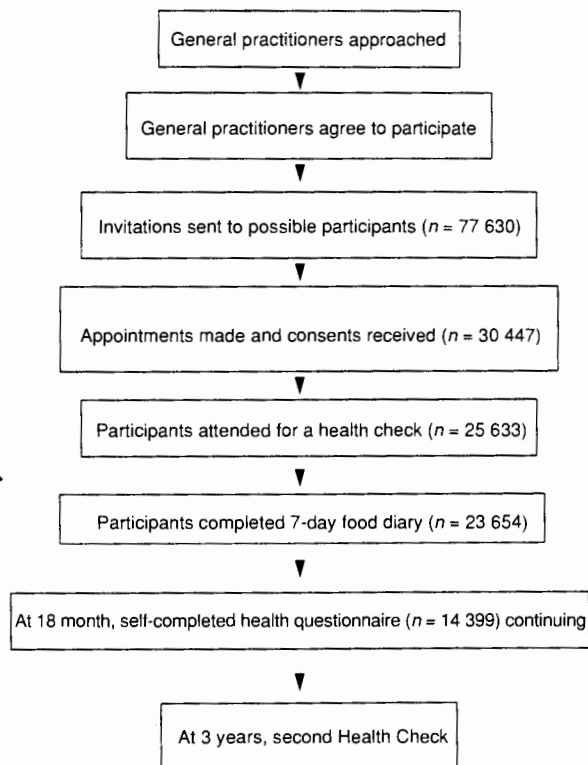 General practitioners approached
General practitioners agree to participate
Invitations sent to possible participants (n = 77 630)
Appointments made and consents received (n = 30 447)
Participants attended for a health check (n = 25 633)
Participants completed 7-day food diary (n = 23 654)
At 18 month, self-completed health questionnaire (n = 14 399) continuing
At 3 years, second Health Check